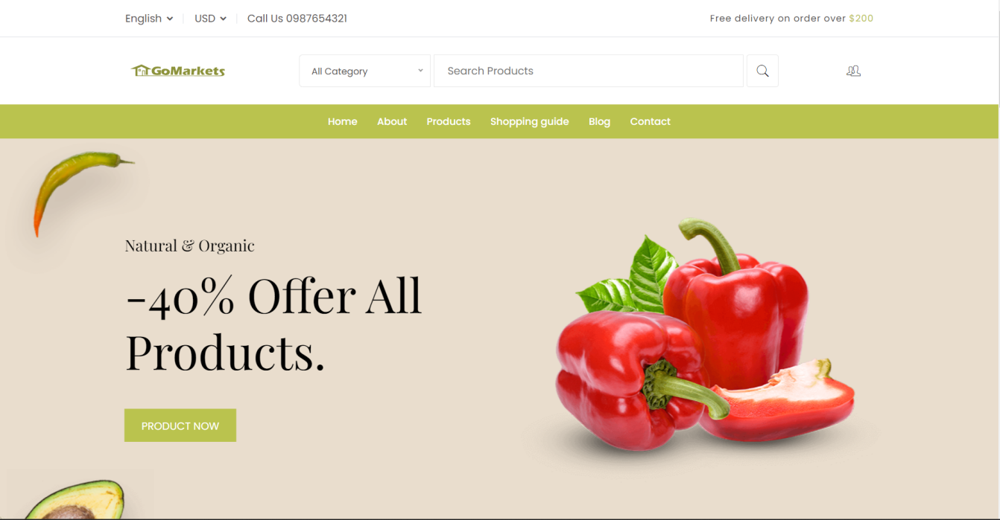 English
USD
Call Us 0987654321
Free delivery on order over $200
GoMarkets
All Category
Search Products
Home
About
Products
Shopping guide
Blog
Contact
Natural & Organic
-40% Offer All
Products.
PRODUCT NOW